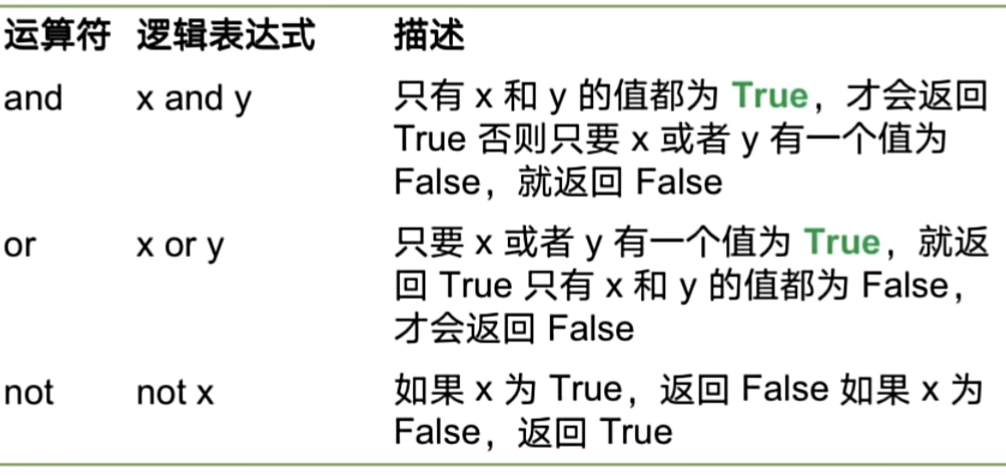 运算符 逻辑表达式 描述
and x and y 只有 x 和 y 的值都为 True，才会返回
True 否则只要 x 或者 y 有一个值为
False，就返回 False
or x or y 只要 x 或者 y 有一个值为 True，就返
回 True 只有 x 和 y 的值都为 False，
才会返回 False
not not x 如果 x 为 True，返回 False 如果 x 为
False，返回 True